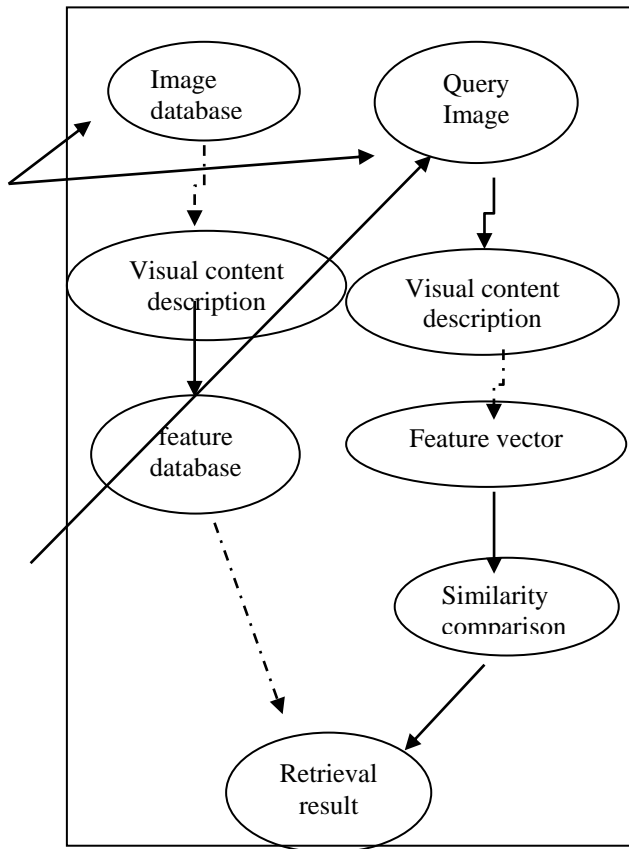 Image
database
Query
Image
Visual content
description
Visual content
description
feature
database
Feature vector
Similarity
comparison
Retrieval
result